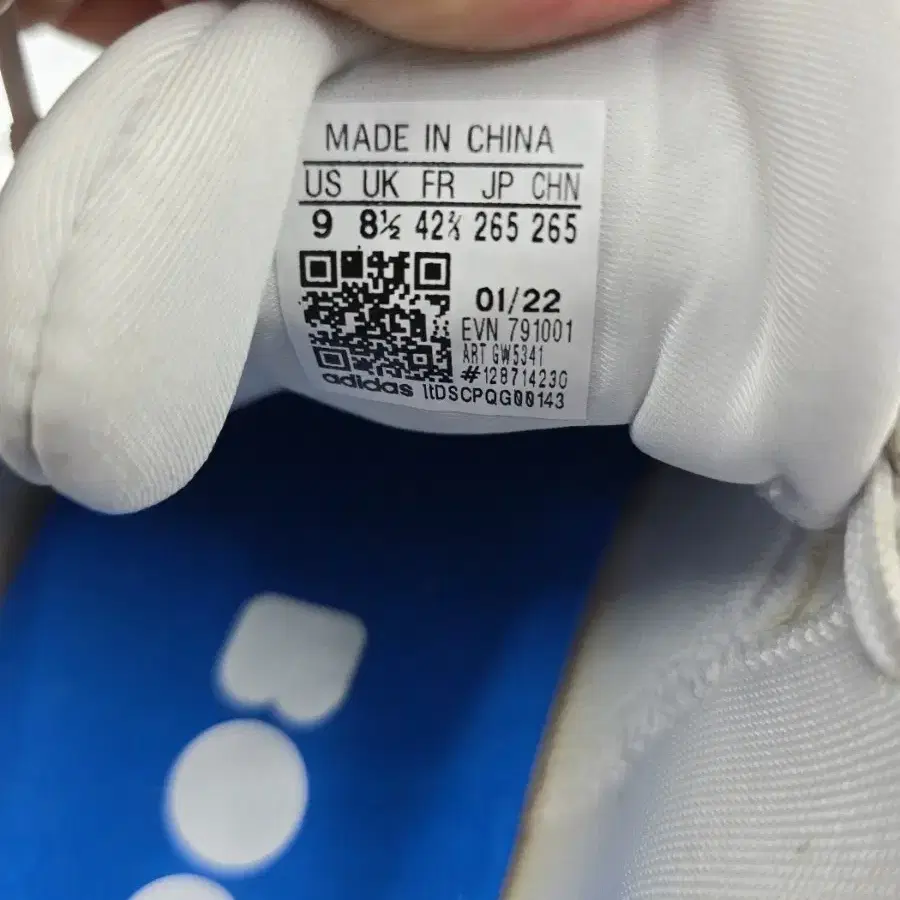 MADE IN CHINA
US UK FR JP CHN
9 8½ 42⅔ 265 265
01/22
EVN 791001
ART GW5341
#128714230
adidas 1tDSCPQG00143